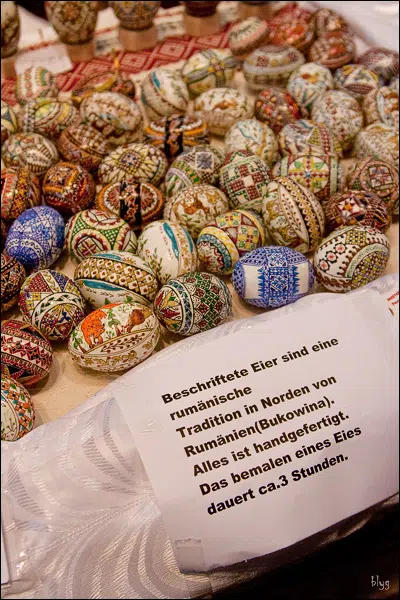 Beschriftete Eier sind eine
rumänische
Tradition in Norden von
Rumänien(Bukowina).
Alles ist handgefertigt.
Das bemalen eines Eies
dauert ca.3 Stunden.
blyg